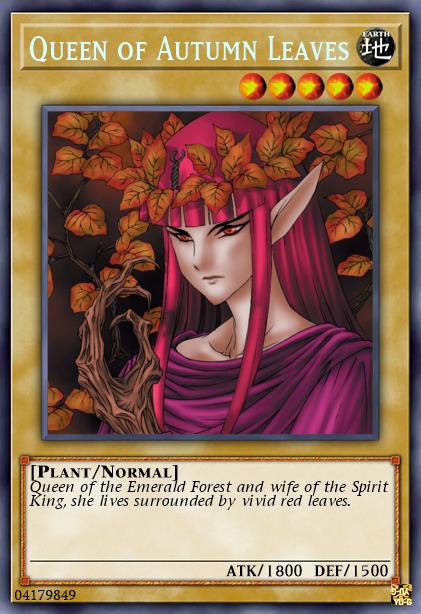 Queen of Autumn Leaves
EARTH
地
[Plant/Normal]
Queen of the Emerald Forest and wife of the Spirit
King, she lives surrounded by vivid red leaves.
ATK/1800 DEF/1500
04179849